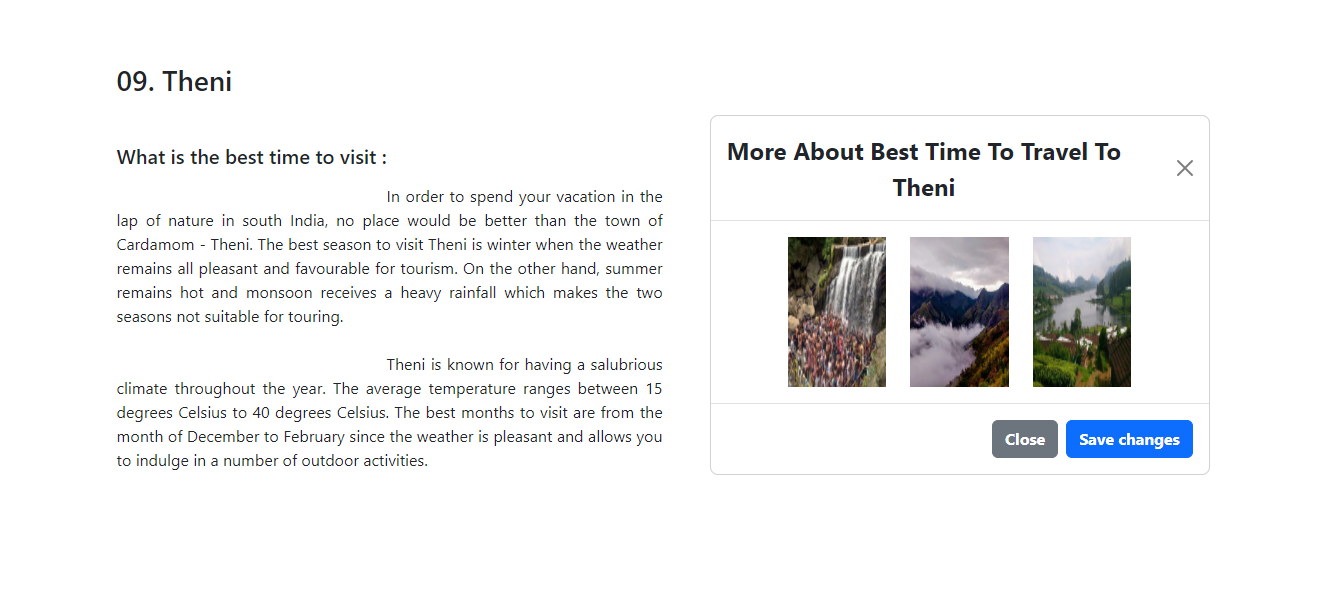 09. Theni
What is the best time to visit :
In order to spend your vacation in the
lap of nature in south India, no place would be better than the town of
Cardamom - Theni. The best season to visit Theni is winter when the weather
remains all pleasant and favourable for tourism. On the other hand, summer
remains hot and monsoon receives a heavy rainfall which makes the two
seasons not suitable for touring.
Theni is known for having a salubrious
climate throughout the year. The average temperature ranges between 15
degrees Celsius to 40 degrees Celsius. The best months to visit are from the
month of December to February since the weather is pleasant and allows you
to indulge in a number of outdoor activities.
More About Best Time To Travel To
Theni
Close
Save changes